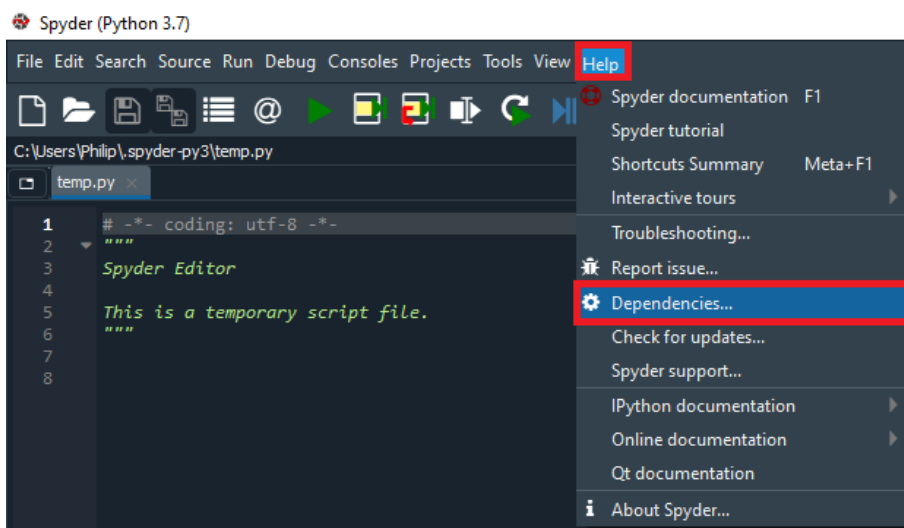 Spyder (Python 3.7)
File Edit Search Source Run Debug Consoles Projects Tools View Help
C:\Users\Philip\.spyder-py3\temp.py
temp.py
1 # -*- coding: utf-8 -*-
2 """
3 Spyder Editor
4
5 This is a temporary script file.
6 """
7
8
Spyder documentation F1
Spyder tutorial
Shortcuts Summary Meta+F1
Interactive tours
Troubleshooting...
Report issue...
Dependencies...
Check for updates...
Spyder support...
IPython documentation
Online documentation
Qt documentation
About Spyder...